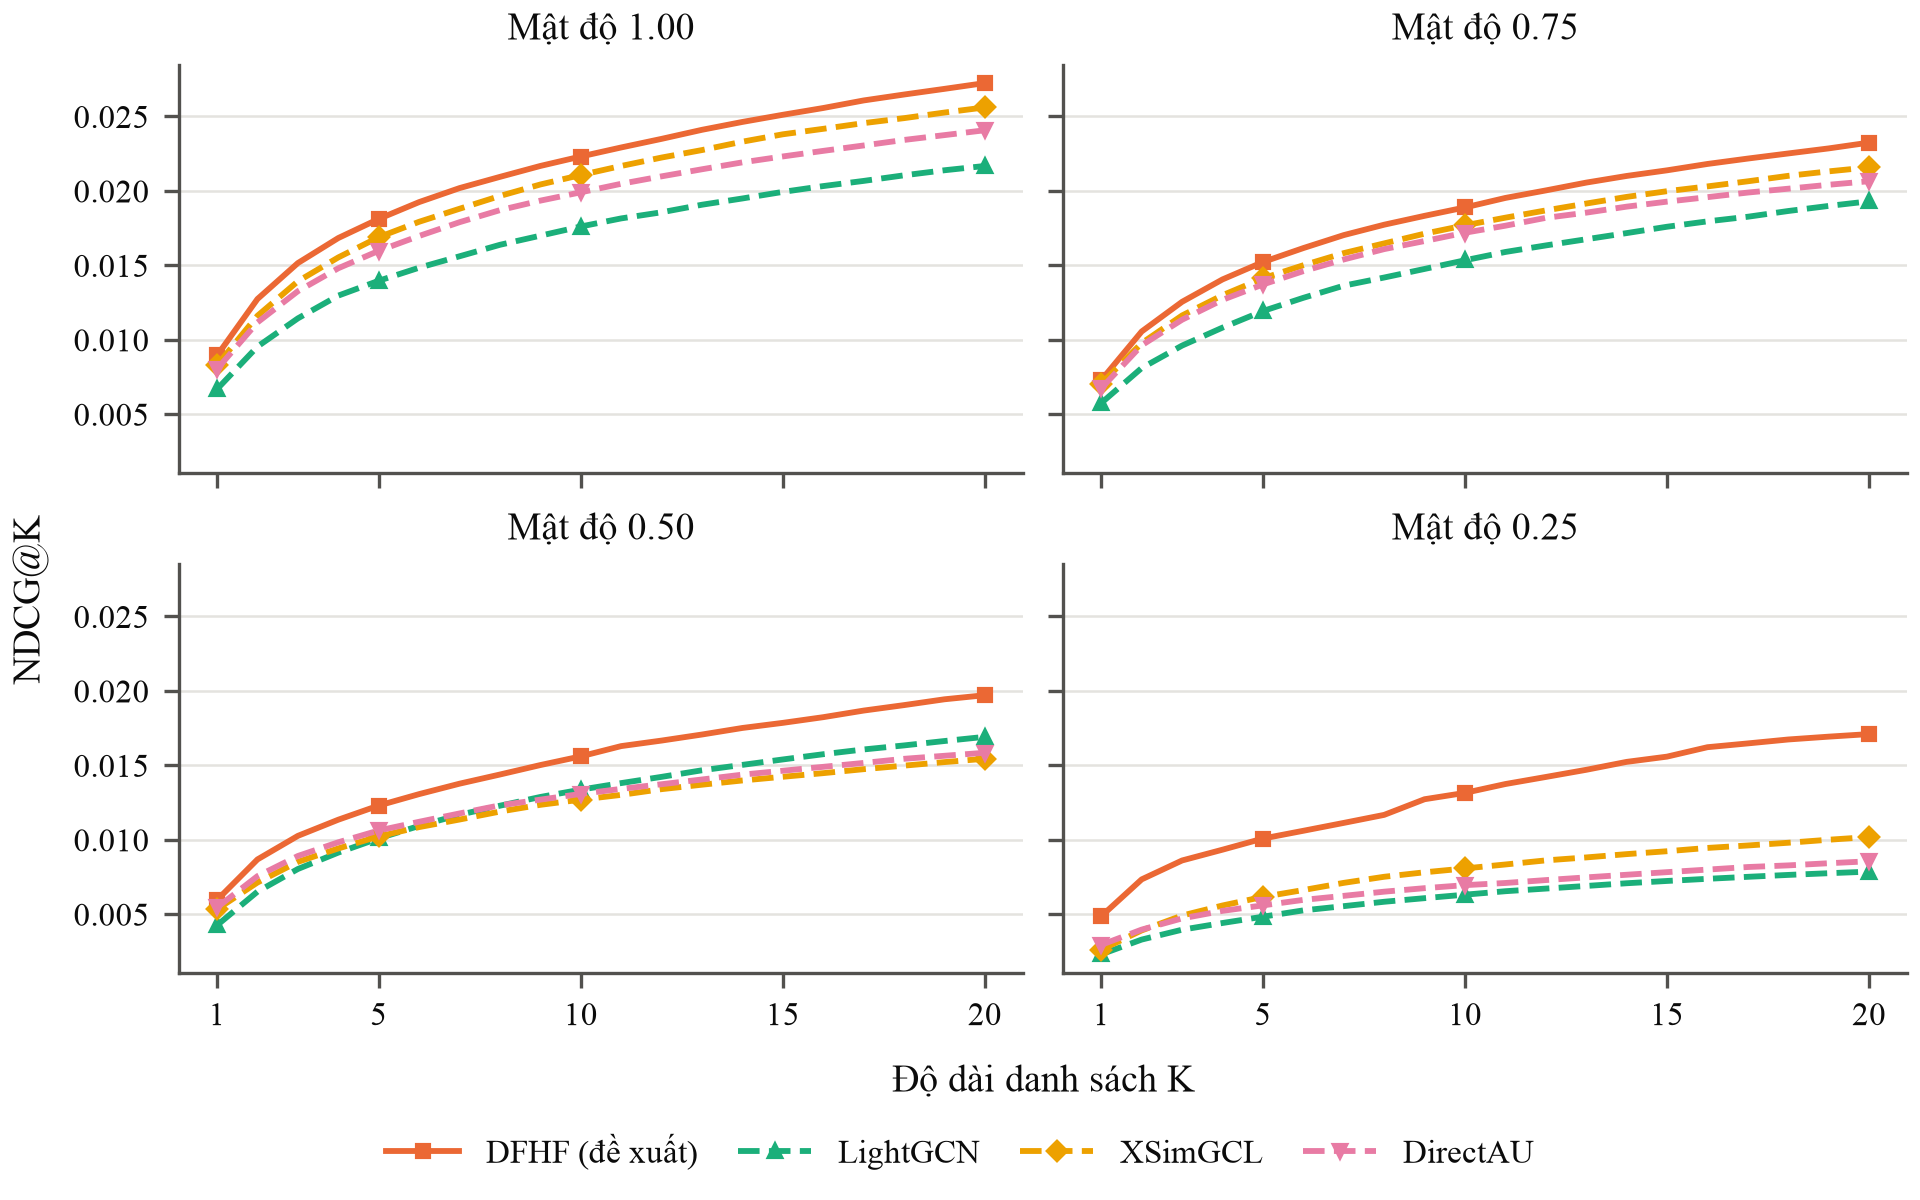 Mật độ 1.00
Mật độ 0.75
0.025
0.020
0.015
0.010
0.005
Mật độ 0.50
Mật độ 0.25
NDCG@K
0.025
0.020
0.015
0.010
0.005
1 5 10 15 20
1 5 10 15 20
Độ dài danh sách K
DFHF (đề xuất) LightGCN XSimGCL DirectAU